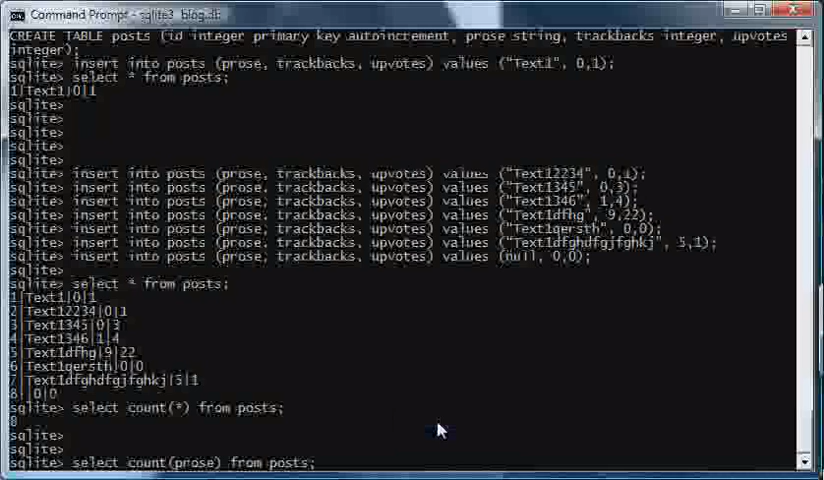 Command Prompt - sqlite3 blog.db
CREATE TABLE posts (id integer primary key autoincrement, prose string, trackbacks integer, upvotes
integer);
sqlite> insert into posts (prose, trackbacks, upvotes) values ("Text1", 0,1);
sqlite> select * from posts;
1|Text1|0|1
sqlite>
sqlite>
sqlite>
sqlite>
sqlite>
sqlite> insert into posts (prose, trackbacks, upvotes) values ("Text12234", 0,1);
sqlite> insert into posts (prose, trackbacks, upvotes) values ("Text1345", 0,3);
sqlite> insert into posts (prose, trackbacks, upvotes) values ("Text1346", 1,4);
sqlite> insert into posts (prose, trackbacks, upvotes) values ("Text1dfhg", 9,22);
sqlite> insert into posts (prose, trackbacks, upvotes) values ("Text1qersth", 0,0);
sqlite> insert into posts (prose, trackbacks, upvotes) values ("Text1dfghdfgjfghkj", 5,1);
sqlite> insert into posts (prose, trackbacks, upvotes) values (null, 0,0);
sqlite>
sqlite> select * from posts;
1|Text1|0|1
2|Text12234|0|1
3|Text1345|0|3
4|Text1346|1|4
5|Text1dfhg|9|22
6|Text1qersth|0|0
7|Text1dfghdfgjfghkj|5|1
8||0|0
sqlite> select count(*) from posts;
8
sqlite>
sqlite>
sqlite> select count(prose) from posts;